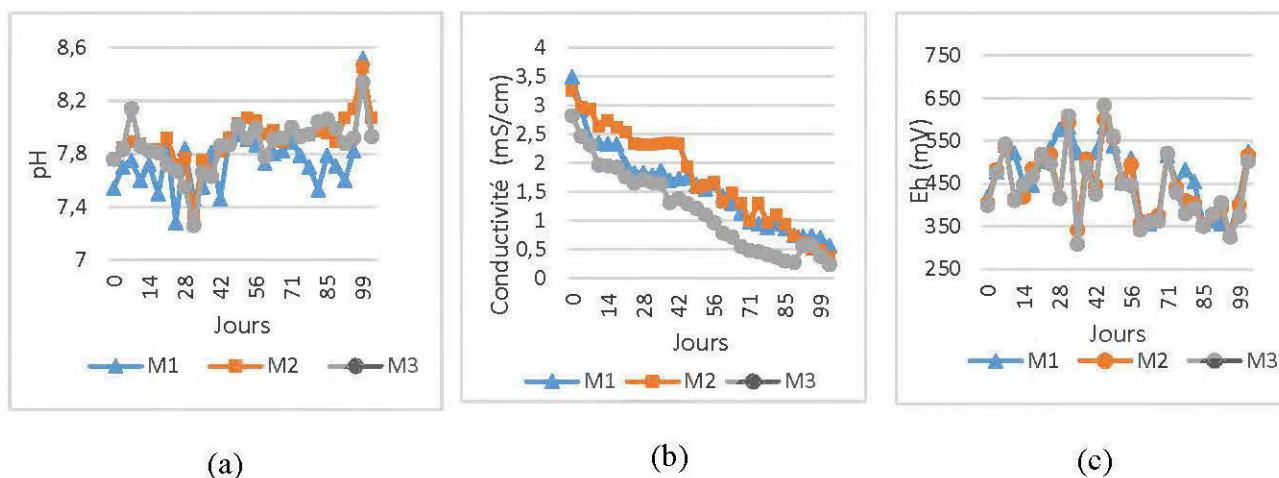 8,6
8,2
7,8
7,4
7
pH
0
14
28
42
56
71
85
99
Jours
M1
M2
M3
(a)
4
3,5
3
2,5
2
1,5
1
0,5
0
Conductivité (mS/cm)
0
14
28
42
56
71
85
99
Jours
M1
M2
M3
(b)
750
650
550
450
350
250
Eh (mV)
0
14
28
42
56
71
85
99
Jours
M1
M2
M3
(c)